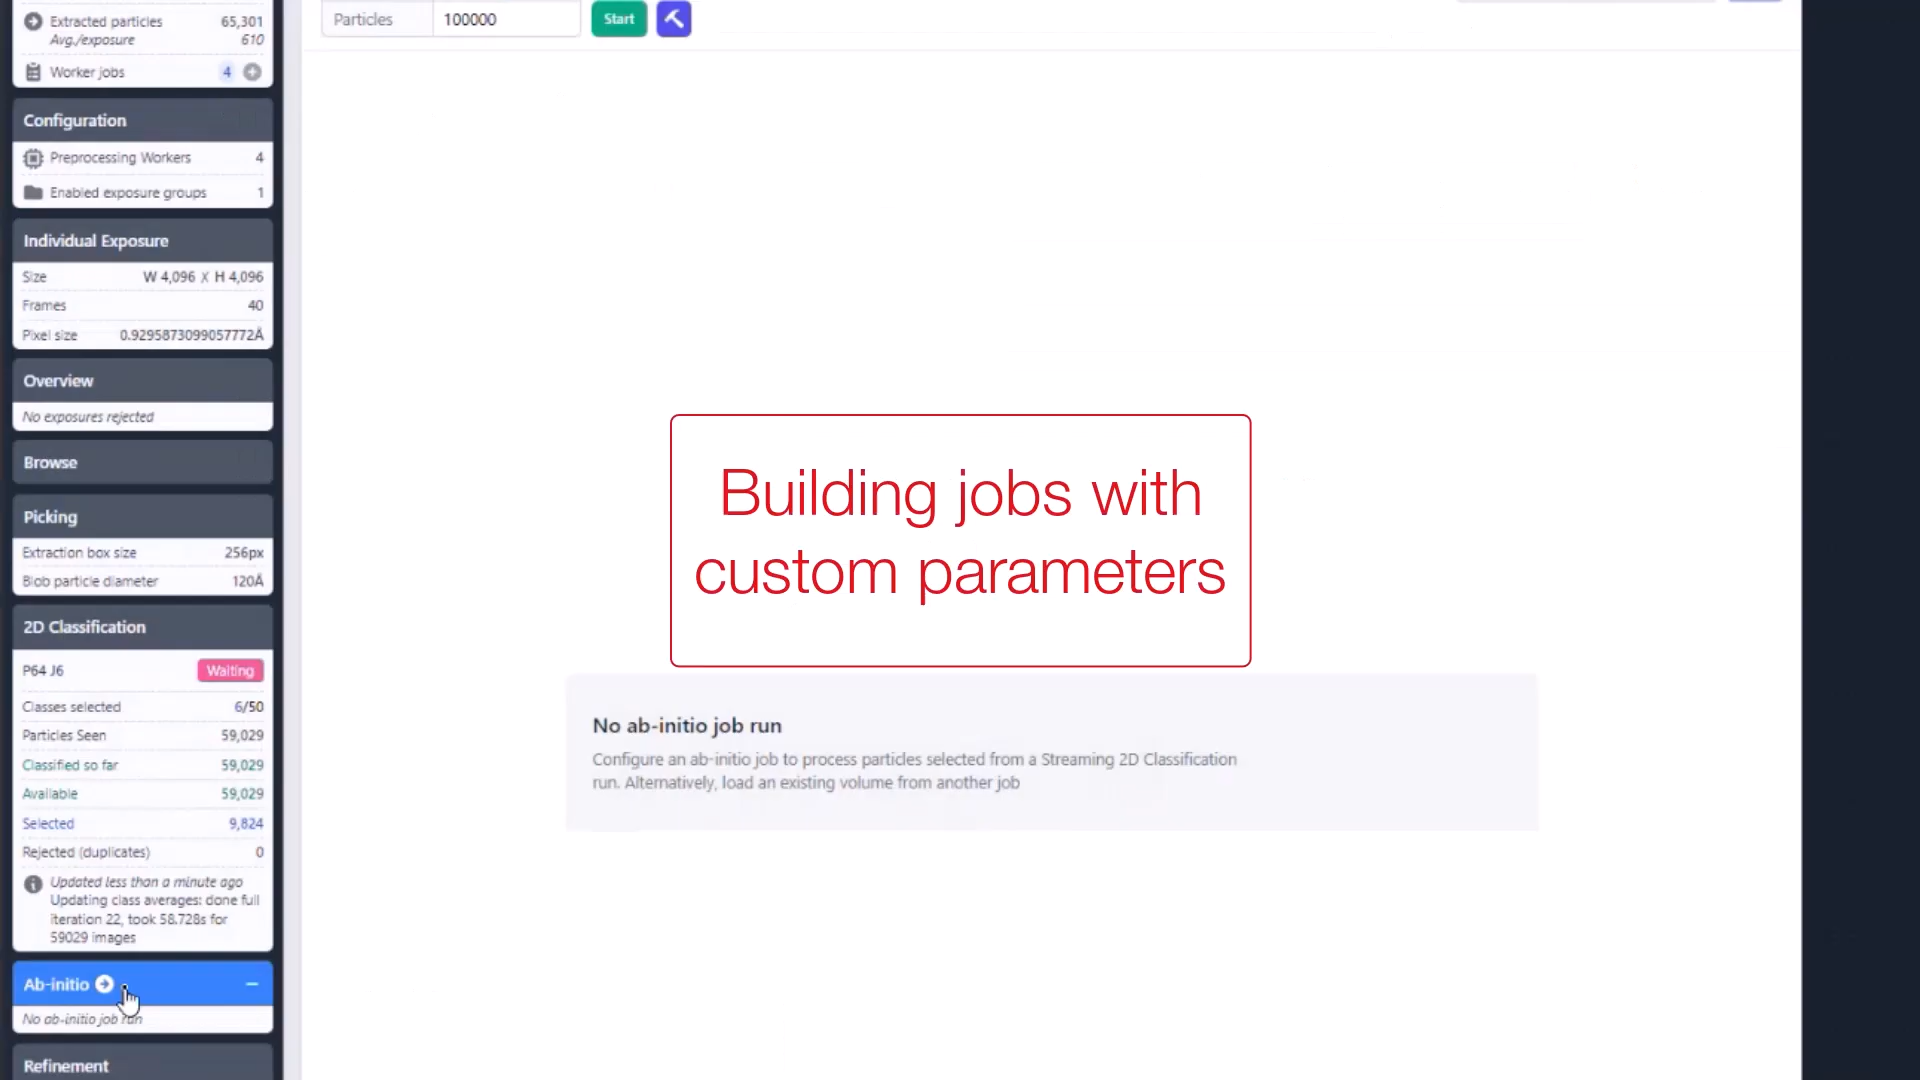 Extracted particles 65,301
Avg./exposure 610
Worker jobs 4
Configuration
Preprocessing Workers 4
Enabled exposure groups 1
Individual Exposure
Size W 4,096 X H 4,096
Frames 40
Pixel size 0.9295873099057772Å
Overview
No exposures rejected
Browse
Picking
Extraction box size 256px
Blob particle diameter 120Å
2D Classification
P64 J6 Waiting
Classes selected 6/50
Particles Seen 59,029
Classified so far 59,029
Available 59,029
Selected 9,824
Rejected (duplicates) 0
Updated less than a minute ago
Updating class averages: done full
iteration 22, took 58.728s for
59029 images
Ab-initio
No ab-initio job run
Refinement
Particles 100000 Start
Building jobs with
custom parameters
No ab-initio job run
Configure an ab-initio job to process particles selected from a Streaming 2D Classification
run. Alternatively, load an existing volume from another job